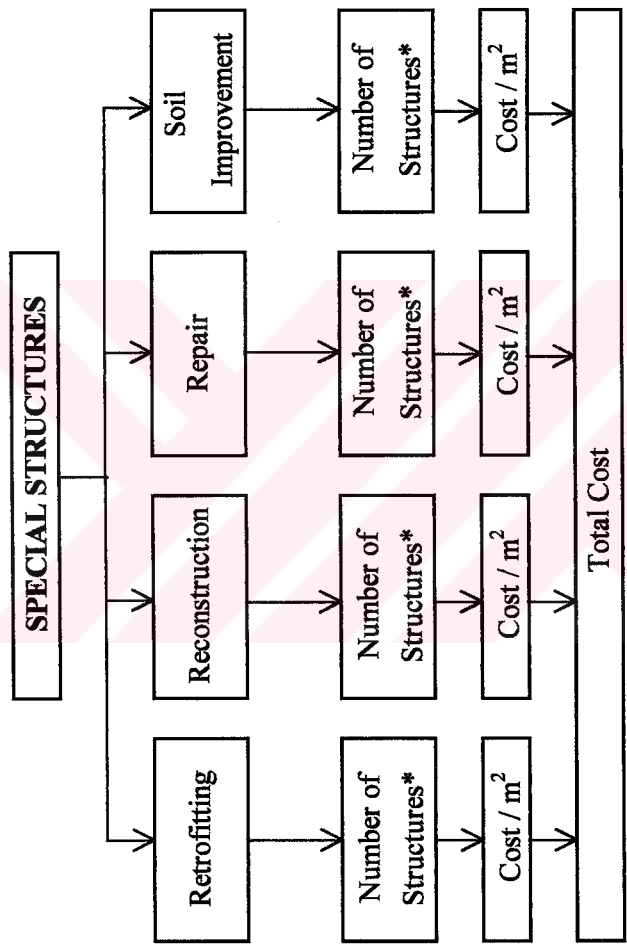 SPECIAL STRUCTURES
Retrofitting
Reconstruction
Repair
Soil
Improvement
Number of
Structures*
Number of
Structures*
Number of
Structures*
Number of
Structures*
Cost / m²
Cost / m²
Cost / m²
Cost / m²
Total Cost